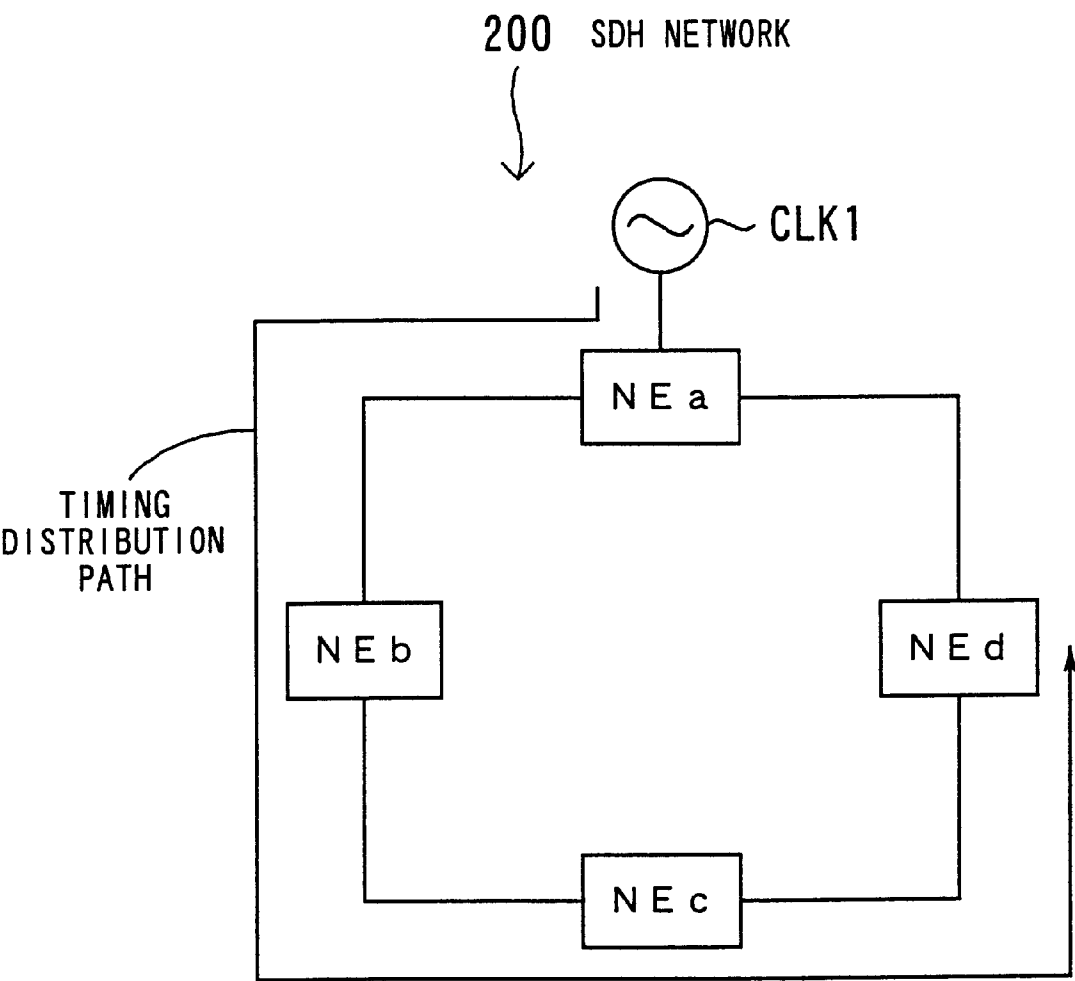 200 SDH NETWORK
CLK1
NEa
TIMING
DISTRIBUTION
PATH
NEb
NEd
NEc